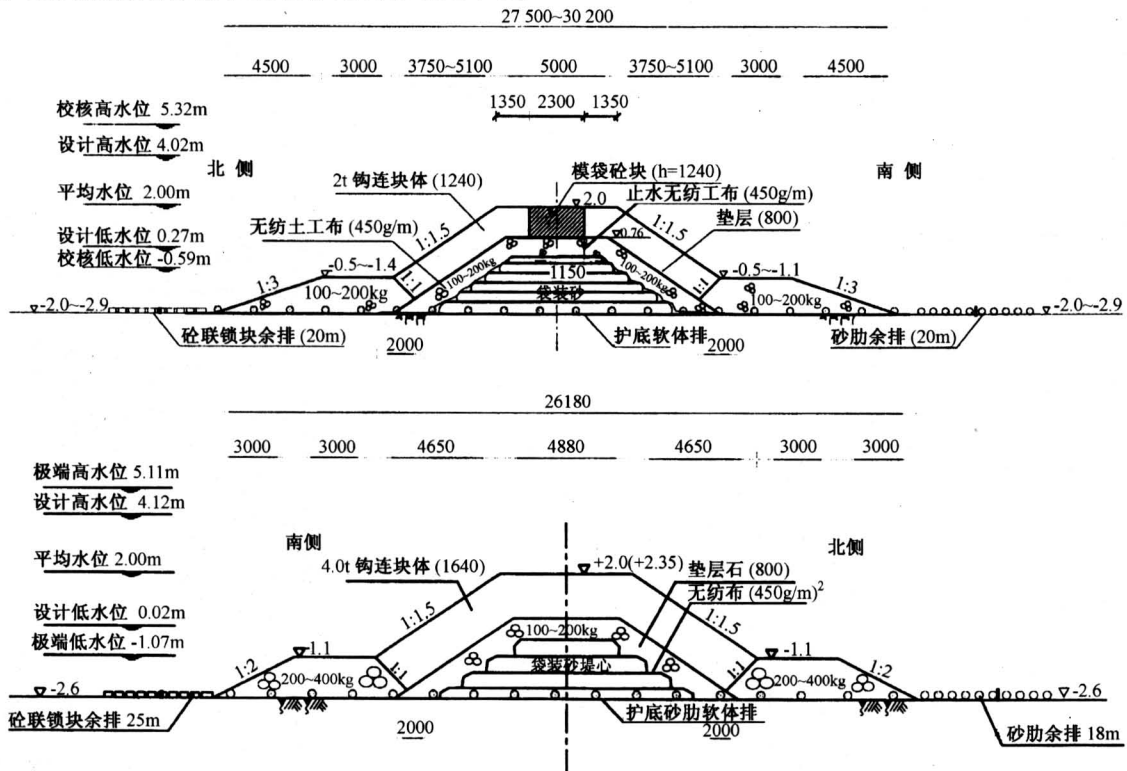 27 500~30 200
4500 3000 3750~5100 5000 3750~5100 3000 4500
1350 2300 1350
校核高水位 5.32m
设计高水位 4.02m
北 侧
南 侧
模袋砼块 (h=1240)
2t 钩连块体 (1240)
止水无纺工布 (450g/m)
平均水位 2.00m
2.0
垫层 (800)
无纺土工布 (450g/m)
1:1.5
1:1.5
设计低水位 0.27m
0.76
校核低水位 -0.59m
-0.5~-1.4
-0.5~-1.1
1:3
100~200kg
1:1
100~200kg
1150
100~200kg
1:1
100~200kg
1:3
袋装砂
-2.0~-2.9
-2.0~-2.9
砼联锁块余排 (20m)
2000
护底软体排
2000
砂肋余排 (20m)
26180
3000 3000 4650 4880 4650 3000 3000
极端高水位 5.11m
设计高水位 4.12m
南侧
北侧
平均水位 2.00m
4.0t 钩连块体 (1640)
+2.0(+2.35)
垫层石 (800)
无纺布 (450g/m)²
设计低水位 0.02m
1:1.5
1:1.5
极端低水位 -1.07m
100~200kg
-1.1
-1.1
1:2
200~400kg
1:1
袋装砂堤心
1:1
200~400kg
1:2
-2.6
-2.6
砼联锁块余排 25m
2000
护底砂肋软体排
2000
砂肋余排 18m